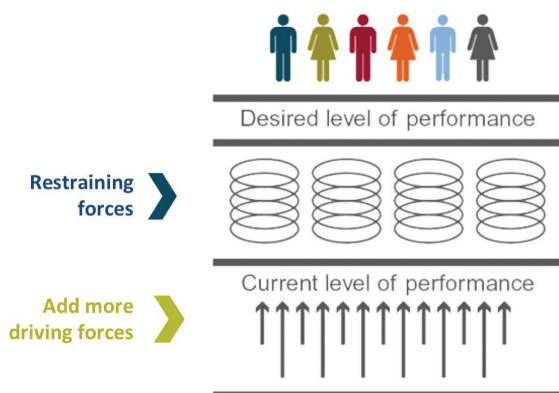 Desired level of performance
Restraining
forces
Current level of performance
Add more
driving forces